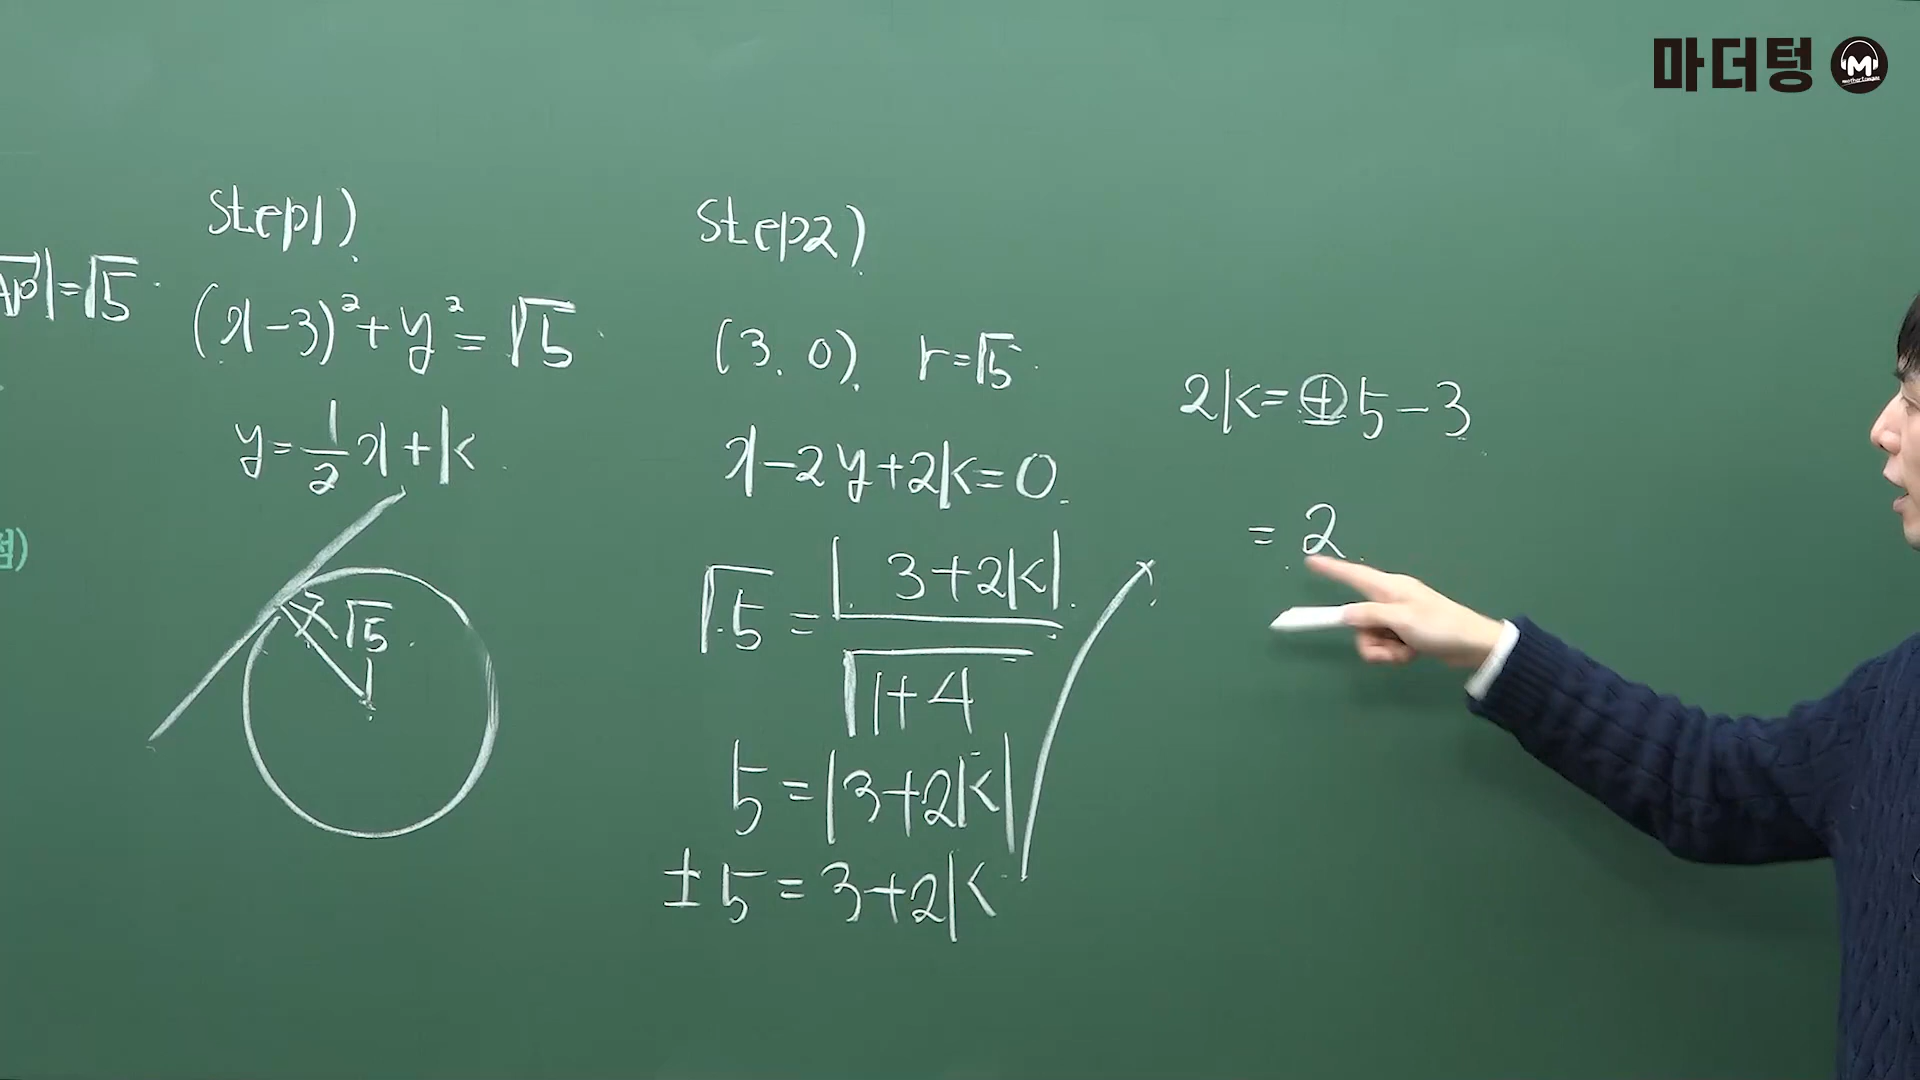 마더텅
M
|=√5
Step1)
(x-3)²+y²=√5
y=1/2x+k
√5
Step2)
(3, 0), r=√5
x-2y+2k=0
√5=|3+2k|/√1+4
5=|3+2k|
±5=3+2k
2k=±5-3
=2